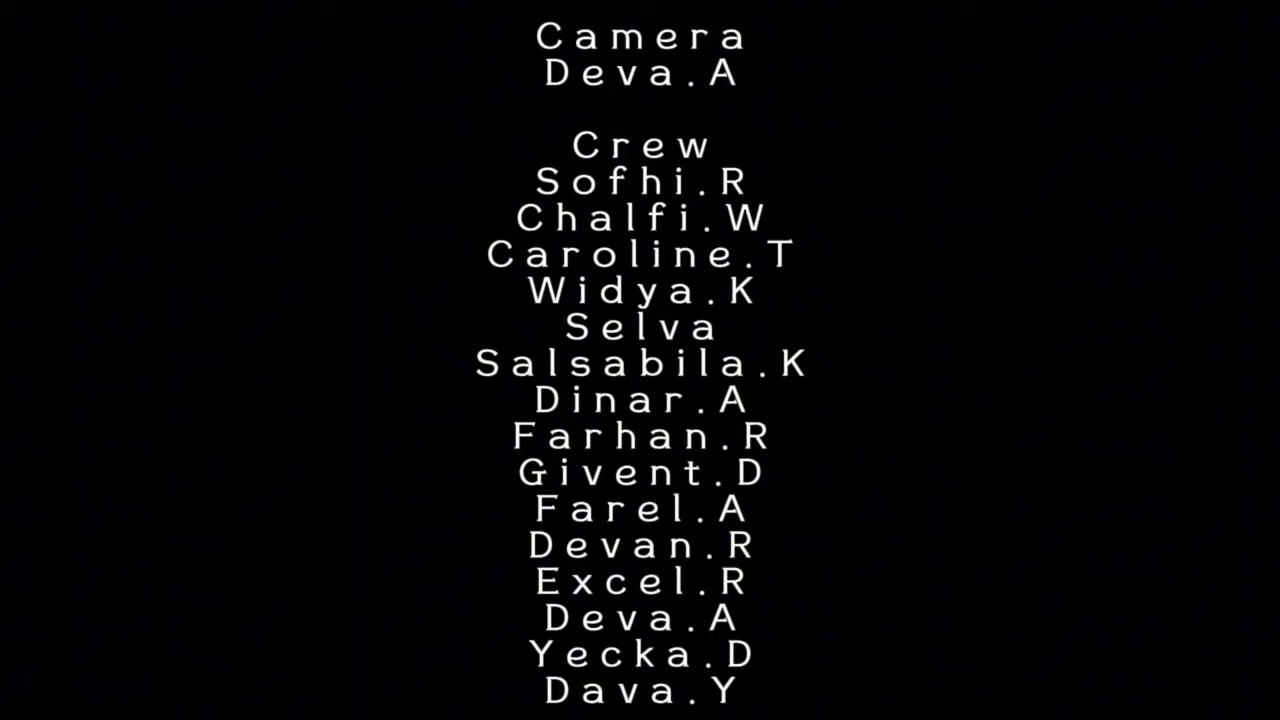 Camera
Deva.A
Crew
Sofhi.R
Chalfi.W
Caroline.T
Widya.K
Selva
Salsabila.K
Dinar.A
Farhan.R
Givent.D
Farel.A
Devan.R
Excel.R
Deva.A
Yecka.D
Dava.Y